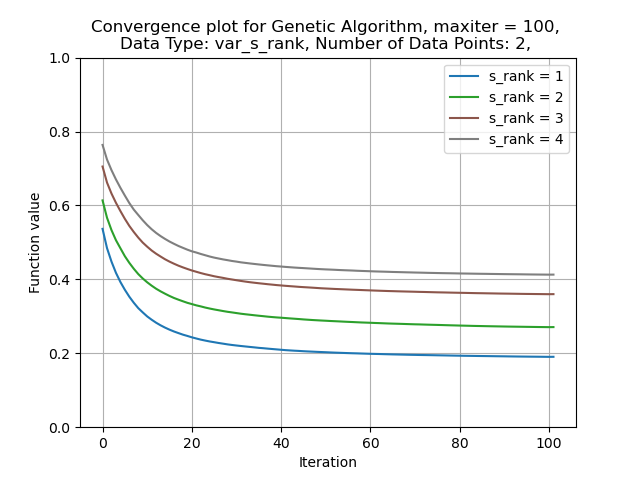 Convergence plot for Genetic Algorithm, maxiter = 100,
Data Type: var_s_rank, Number of Data Points: 2,
1.0
0.8
0.6
0.4
0.2
0.0
Function value
s_rank = 1
s_rank = 2
s_rank = 3
s_rank = 4
0 20 40 60 80 100
Iteration